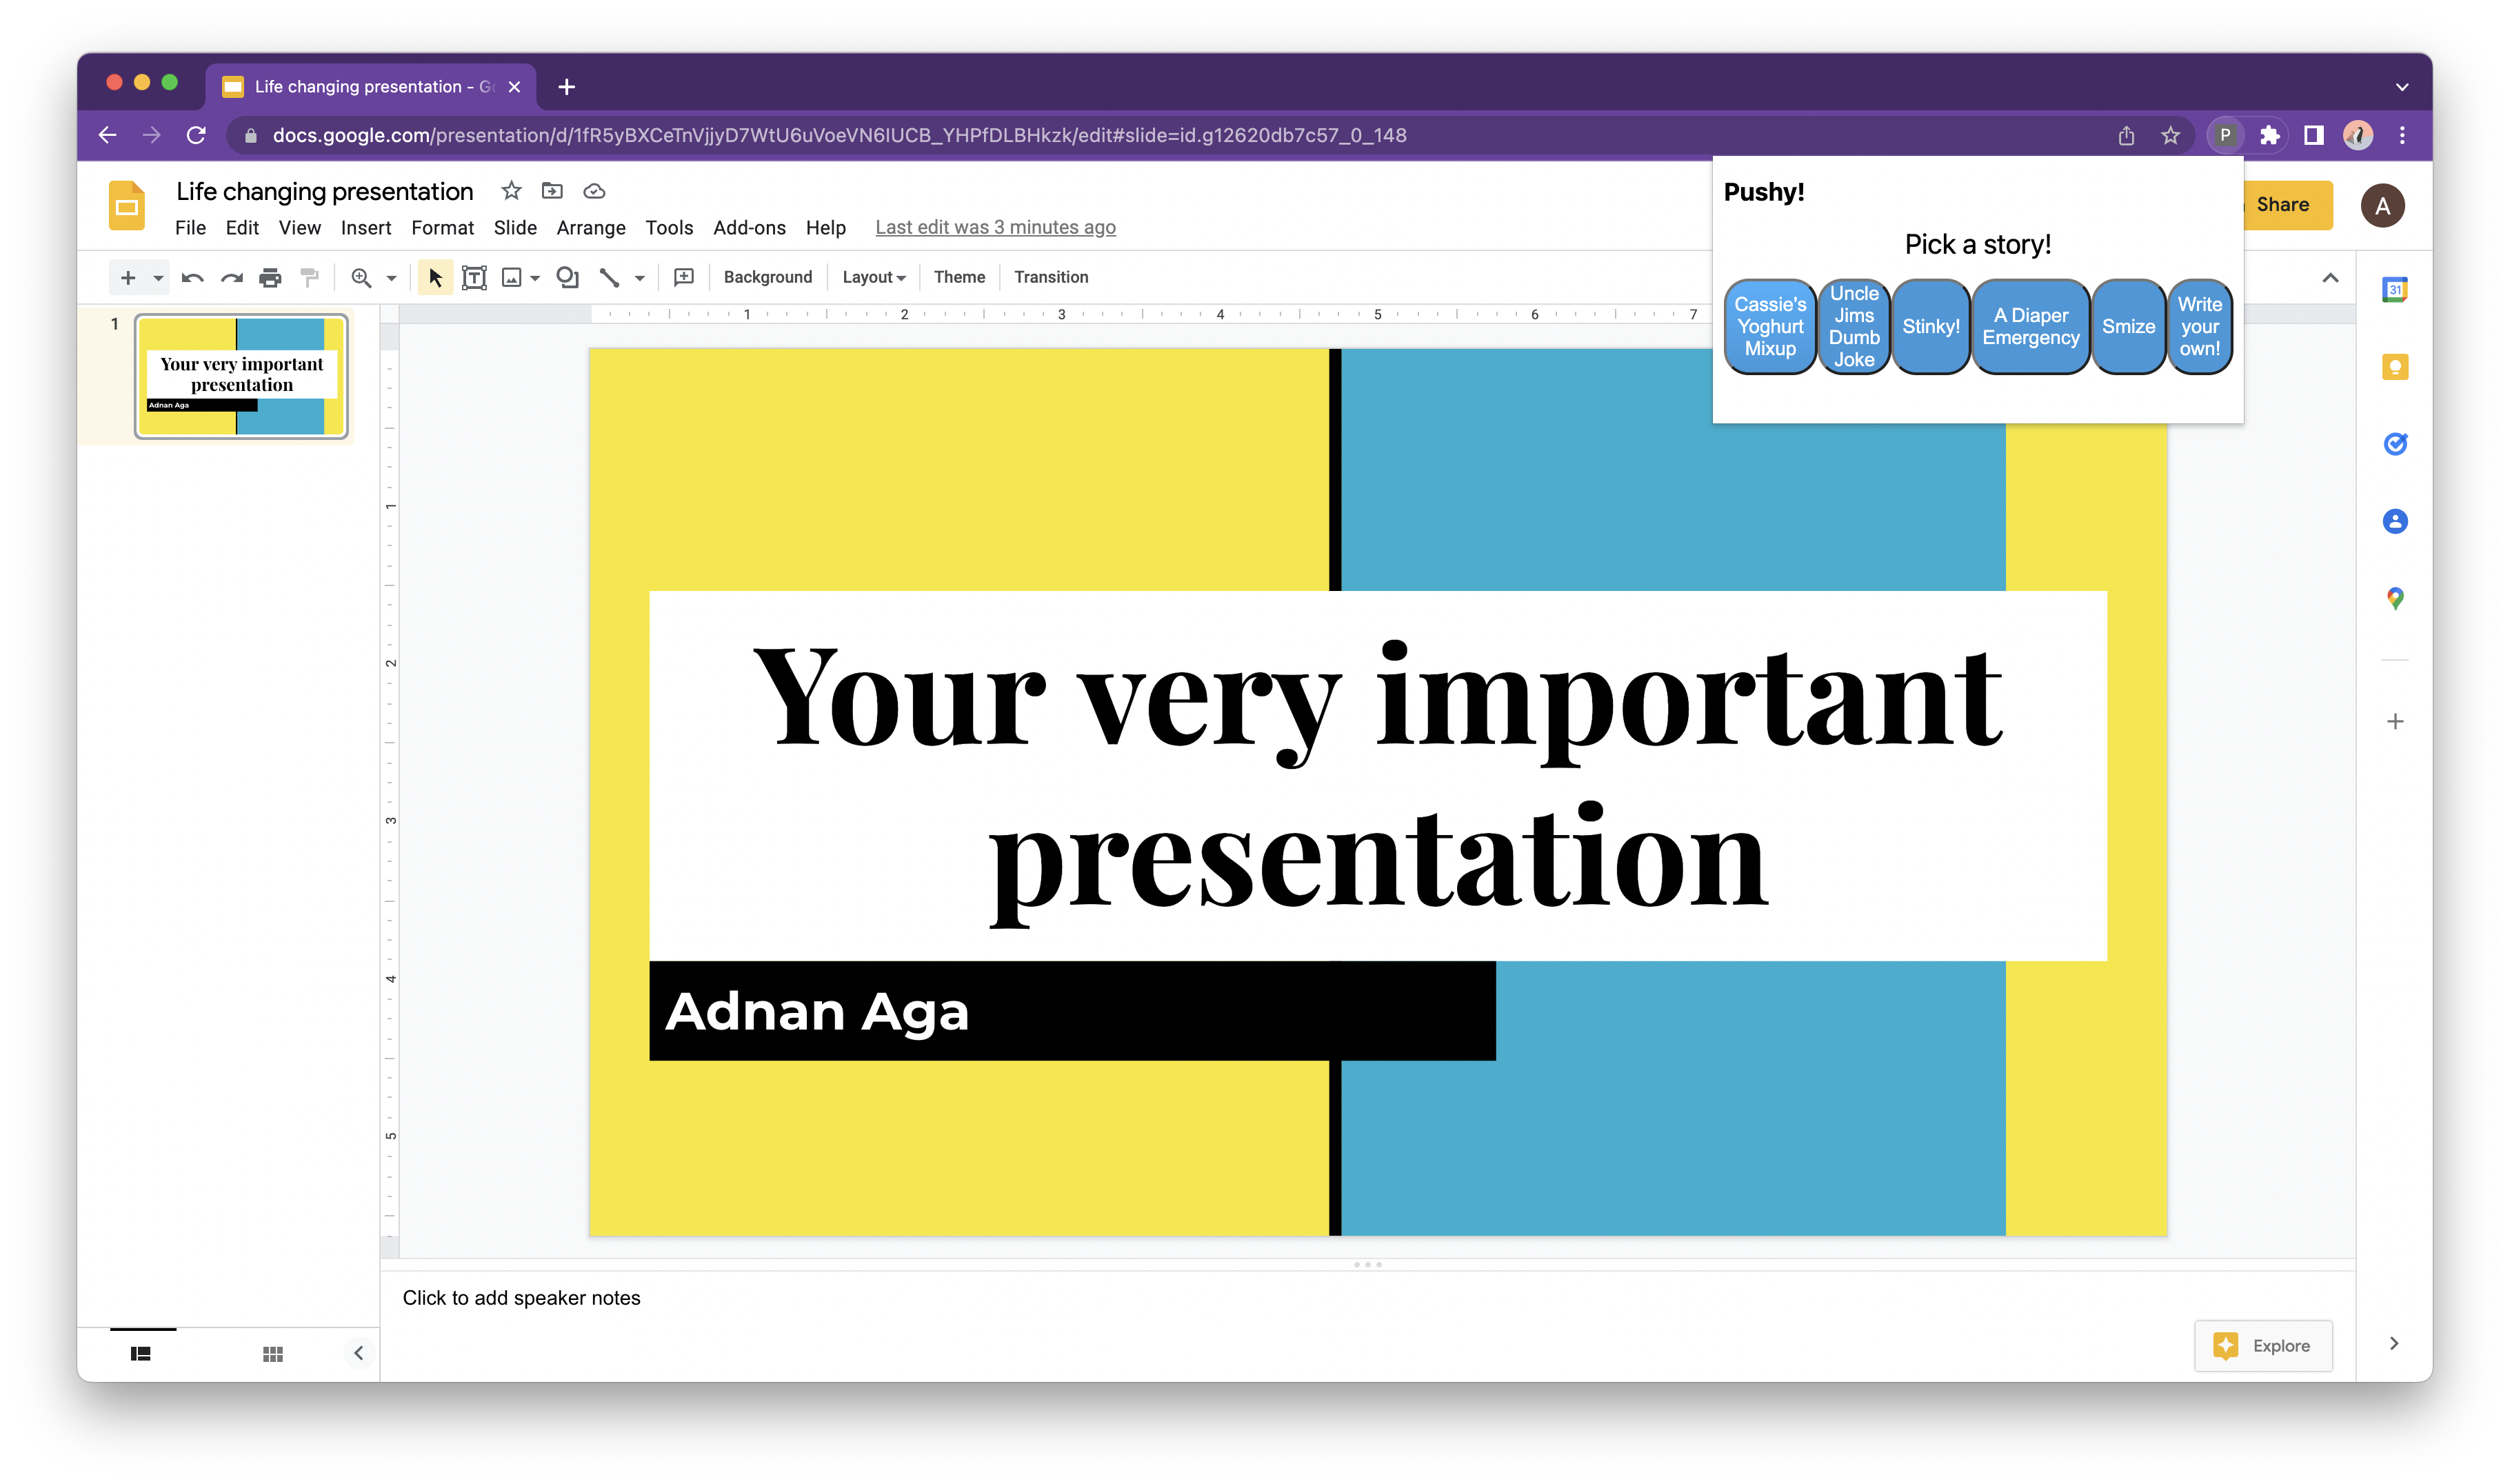 Life changing presentation - G
docs.google.com/presentation/d/1fR5yBXCeTnVjjyD7WtU6uVoeVN6IUCB_YHPfDLBHkzk/edit#slide=id.g12620db7c57_0_148
P
Life changing presentation
File Edit View Insert Format Slide Arrange Tools Add-ons Help Last edit was 3 minutes ago
Share
A
Pushy!
Pick a story!
Cassie's
Yoghurt
Mixup
Uncle
Jims
Dumb
Joke
Stinky!
A Diaper
Emergency
Smize
Write
your
own!
Background Layout Theme Transition
31
1 2 3 4 5 6 7
1
Your very important
presentation
Adnan Aga
1
2
3
4
5
Your very important
presentation
Adnan Aga
Click to add speaker notes
Explore